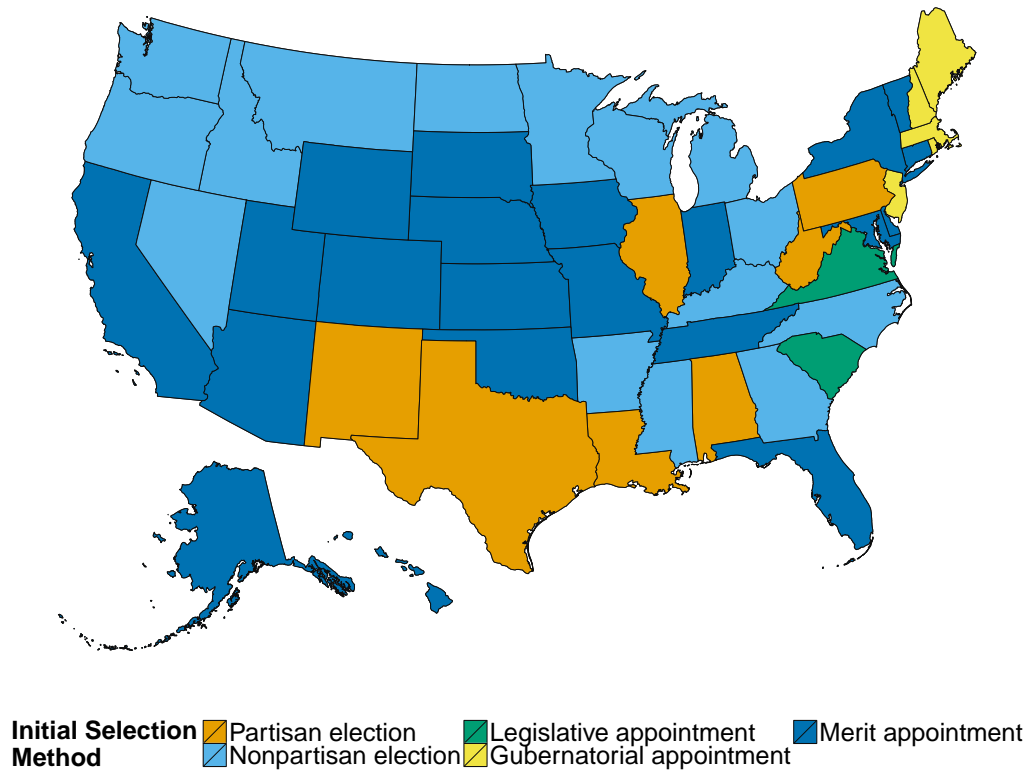 Initial Selection Method
Partisan election
Nonpartisan election
Legislative appointment
Gubernatorial appointment
Merit appointment